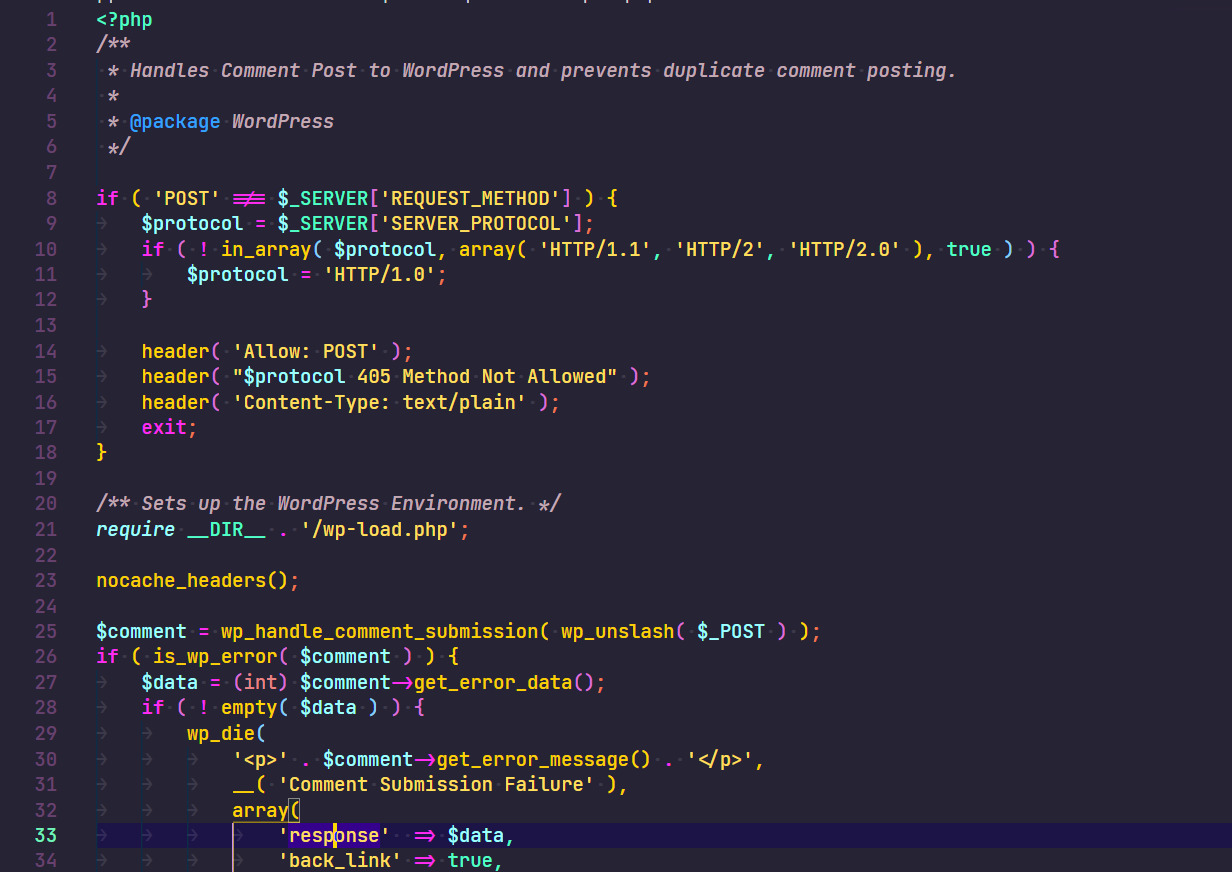 1 <?php
2 /**
3  * Handles Comment Post to WordPress and prevents duplicate comment posting.
4  *
5  * @package WordPress
6  */
7
8 if ( 'POST' !== $_SERVER['REQUEST_METHOD'] ) {
9     $protocol = $_SERVER['SERVER_PROTOCOL'];
10     if ( ! in_array( $protocol, array( 'HTTP/1.1', 'HTTP/2', 'HTTP/2.0' ), true ) ) {
11         $protocol = 'HTTP/1.0';
12     }
13
14     header( 'Allow: POST' );
15     header( "$protocol 405 Method Not Allowed" );
16     header( 'Content-Type: text/plain' );
17     exit;
18 }
19
20 /** Sets up the WordPress Environment. */
21 require __DIR__ . '/wp-load.php';
22
23 nocache_headers();
24
25 $comment = wp_handle_comment_submission( wp_unslash( $_POST ) );
26 if ( is_wp_error( $comment ) ) {
27     $data = (int) $comment->get_error_data();
28     if ( ! empty( $data ) ) {
29         wp_die(
30             '<p>' . $comment->get_error_message() . '</p>',
31             __( 'Comment Submission Failure' ),
32             array(
33                 'response'  => $data,
34                 'back_link' => true,